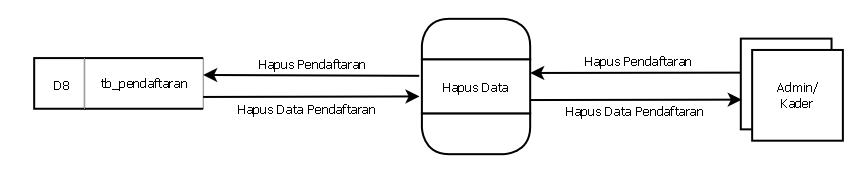 Hapus Pendaftaran
Hapus Pendaftaran
D8
tb_pendaftaran
Hapus Data
Admin/
Kader
Hapus Data Pendaftaran
Hapus Data Pendaftaran